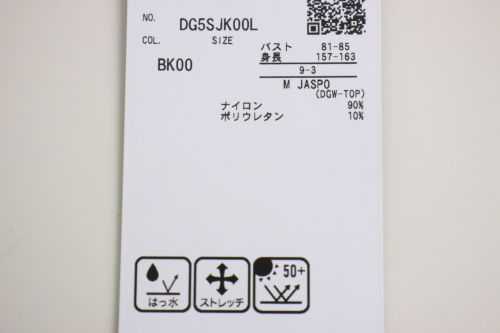 NO. DG5SJK00L
COL. SIZE
BK00
バスト 81-85
身長 157-163
9-3
M JASPO
(DGW-TOP)
ナイロン 90%
ポリウレタン 10%
はっ水 ストレッチ 50+